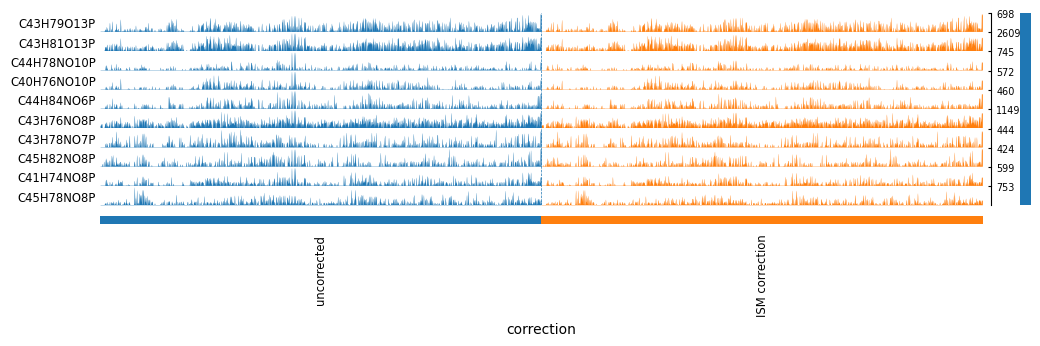 C43H79O13P
698
C43H81O13P
2609
C44H78NO10P
745
C40H76NO10P
572
C44H84NO6P
460
C43H76NO8P
1149
C43H78NO7P
444
C45H82NO8P
424
C41H74NO8P
599
C45H78NO8P
753
uncorrected
ISM correction
correction